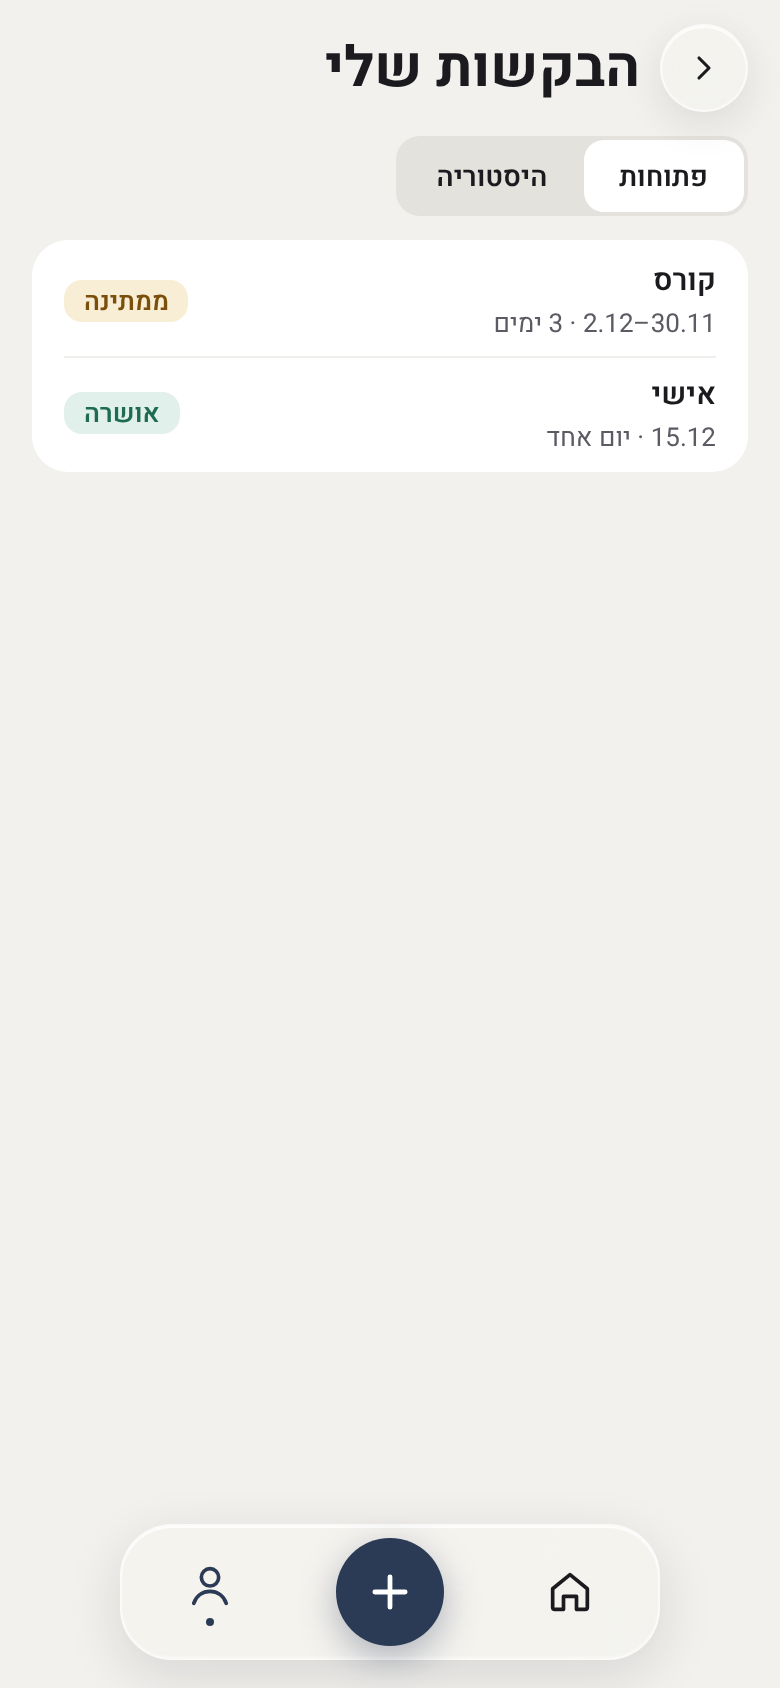 הבקשות שלי
פתוחות
היסטוריה
קורס
30.11–2.12 · 3 ימים
ממתינה
אישי
15.12 · יום אחד
אושרה